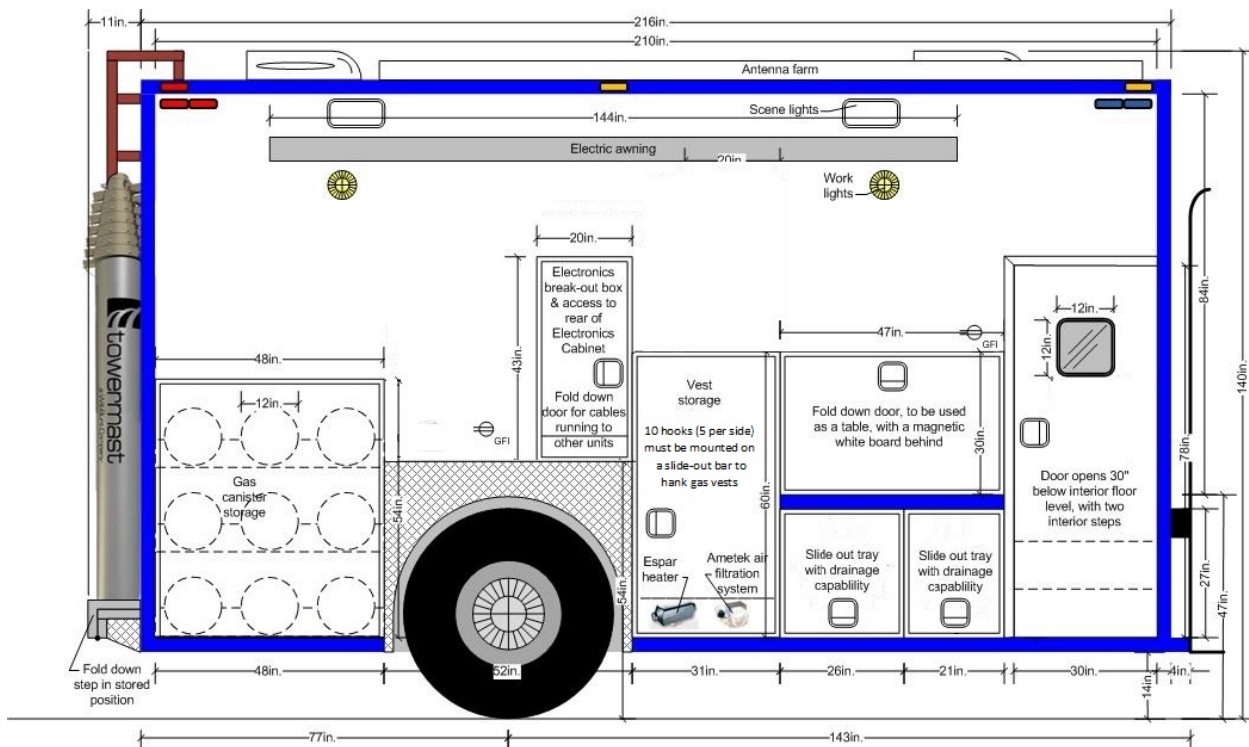 11in.
216in.
210in.
Antenna farm
Scene lights
144in.
Electric awning
20in.
Work
lights
20in.
Electronics
break-out box
& access to
rear of
Electronics
Cabinet
Fold down
door for cables
running to
other units
43in.
GFI
48in.
12in.
Gas
canister
storage
54in.
towermast
Vest
storage
10 hooks (5 per side)
must be mounted on
a slide-out bar to
hank gas vests
60in.
Espar
heater
Ametek air
filtration
system
47in.
GFI
Fold down door, to be used
as a table, with a magnetic
white board behind
30in.
Slide out tray
with drainage
capablility
Slide out tray
with drainage
capablility
12in.
12in.
Door opens 30"
below interior floor
level, with two
interior steps
78in.
84in.
140in.
27in.
47in.
14in.
54in.
Fold down
step in stored
position
48in.
52in.
31in.
26in.
21in.
30in.
4in.
77in.
143in.